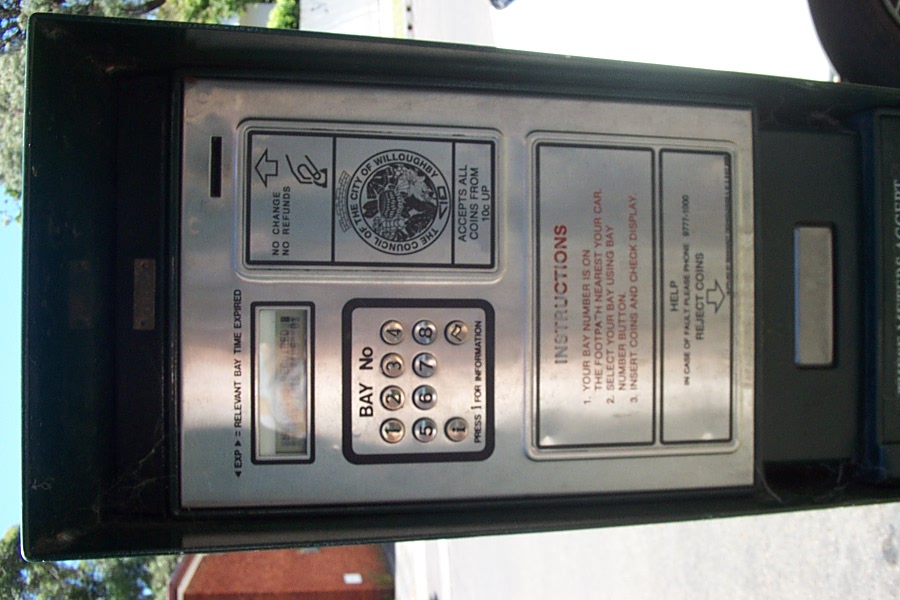 ◄ EXP ► = RELEVANT BAY TIME EXPIRED
NO CHANGE
NO REFUNDS
THE COUNCIL OF THE CITY OF WILLOUGHBY
ACCEPTS ALL
COINS FROM
10c UP
BAY No
1 2 3 4
5 6 7 8
i
PRESS i FOR INFORMATION
INSTRUCTIONS
1. YOUR BAY NUMBER IS ON
THE FOOTPATH NEAREST YOUR CAR.
2. SELECT YOUR BAY USING BAY
NUMBER BUTTON.
3. INSERT COINS AND CHECK DISPLAY.
HELP
IN CASE OF FAULT PLEASE PHONE 9777-1000
REJECT COINS